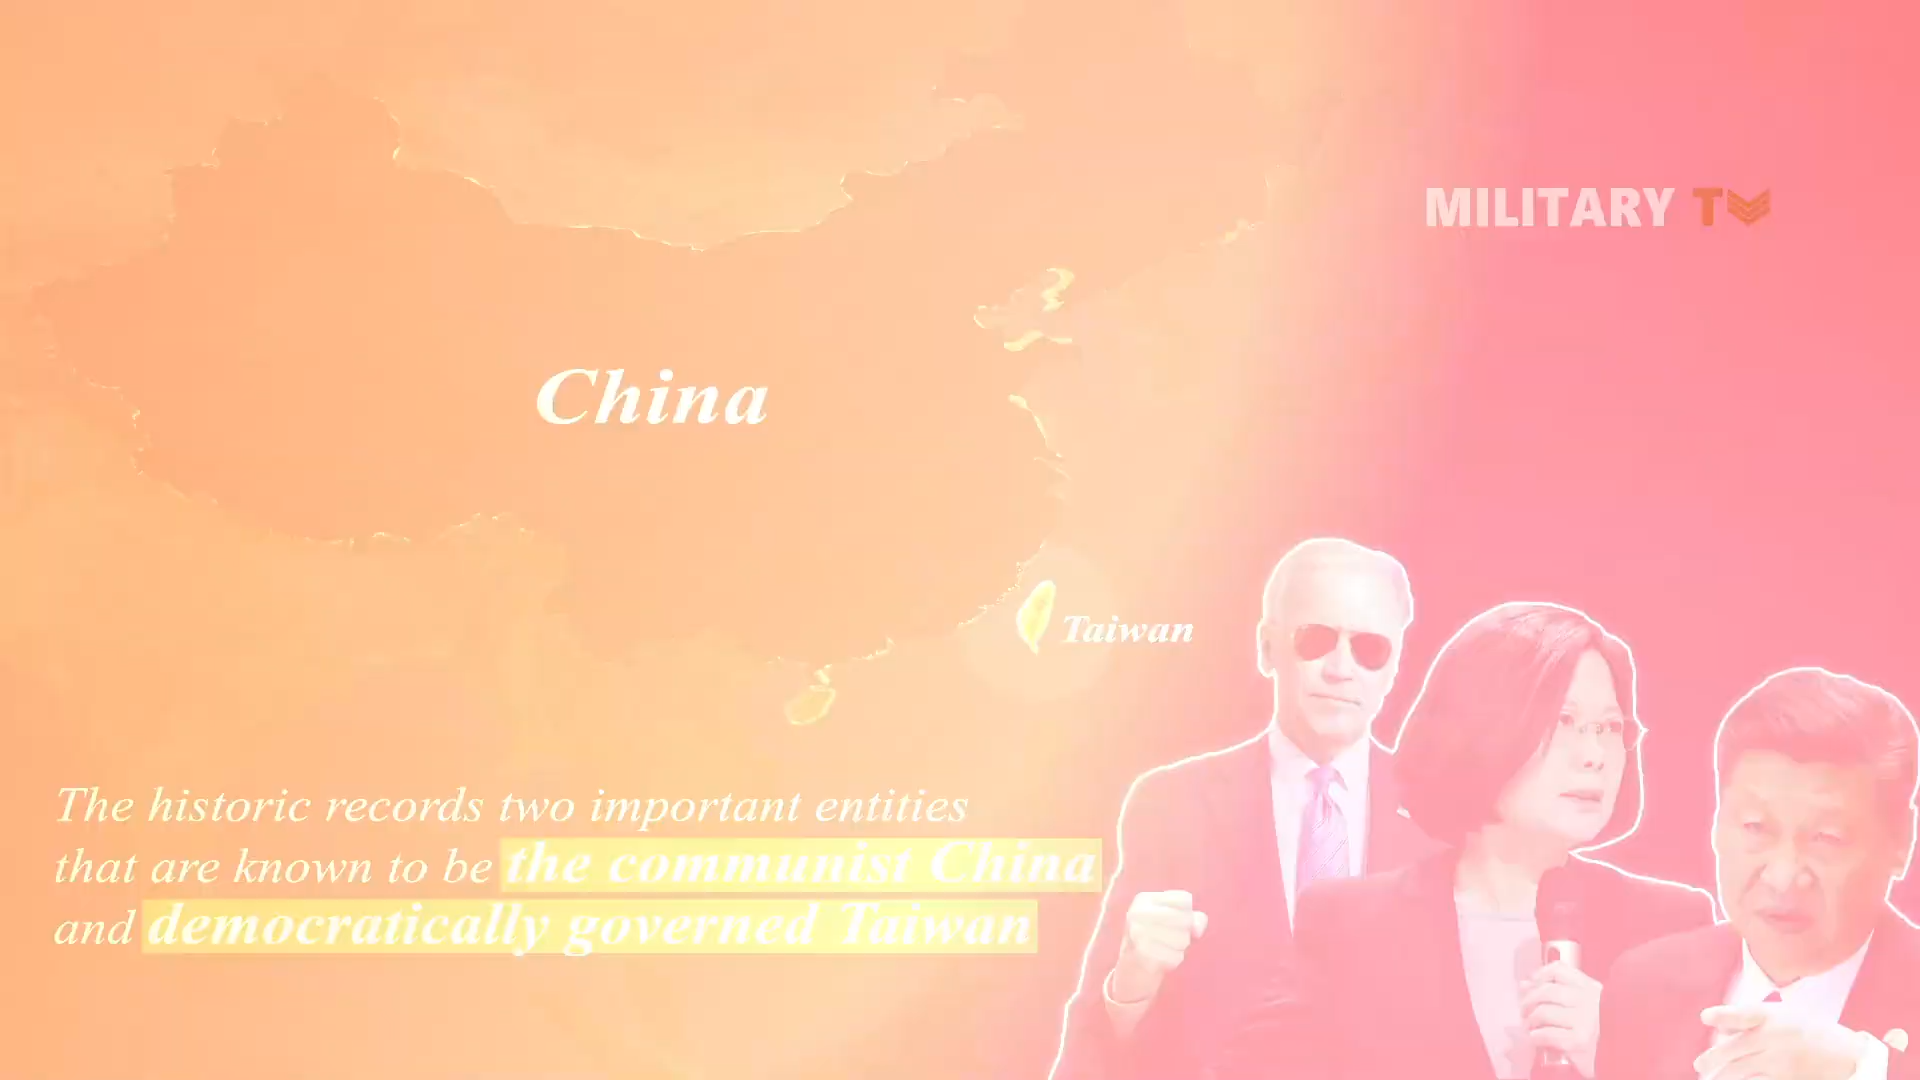 MILITARY TV
China
Taiwan
The historic records two important entities
that are known to be the communist China
and democratically governed Taiwan